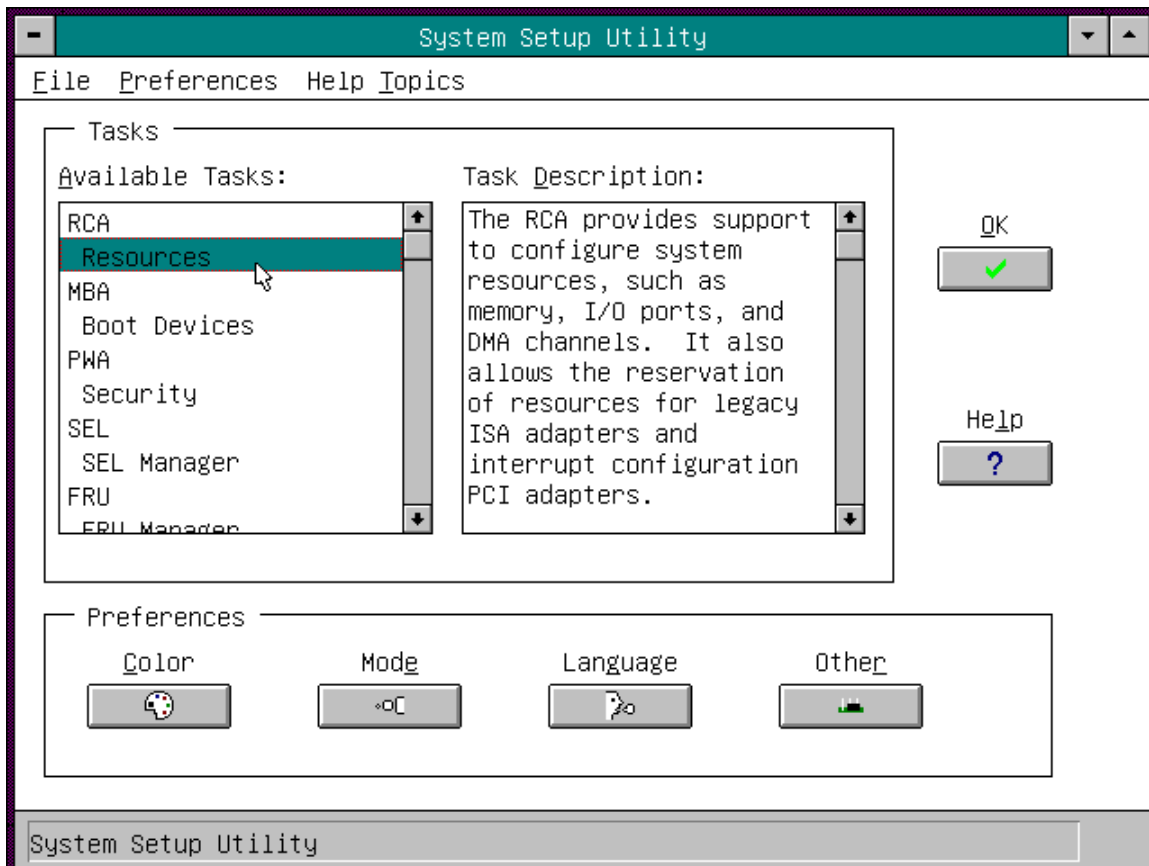 System Setup Utility
File Preferences Help Topics
Tasks
Available Tasks:
RCA
Resources
MBA
Boot Devices
PWA
Security
SEL
SEL Manager
FRU
FRU Manager
Task Description:
The RCA provides support
to configure system
resources, such as
memory, I/O ports, and
DMA channels.  It also
allows the reservation
of resources for legacy
ISA adapters and
interrupt configuration
PCI adapters.
OK
Help
?
Preferences
Color
Mode
Language
Other
System Setup Utility